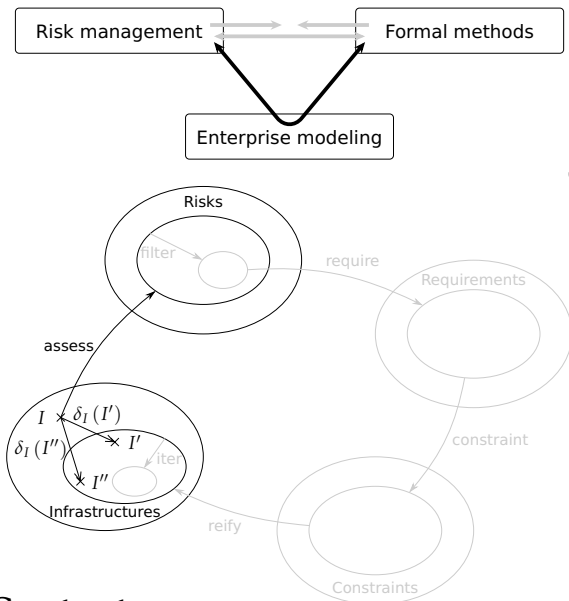 Risk management
Formal methods
Enterprise modeling
Risks
filter
require
Requirements
assess
I
δ_I (I′)
δ_I (I″)
I′
iter
I″
Infrastructures
constraint
reify
Constraints